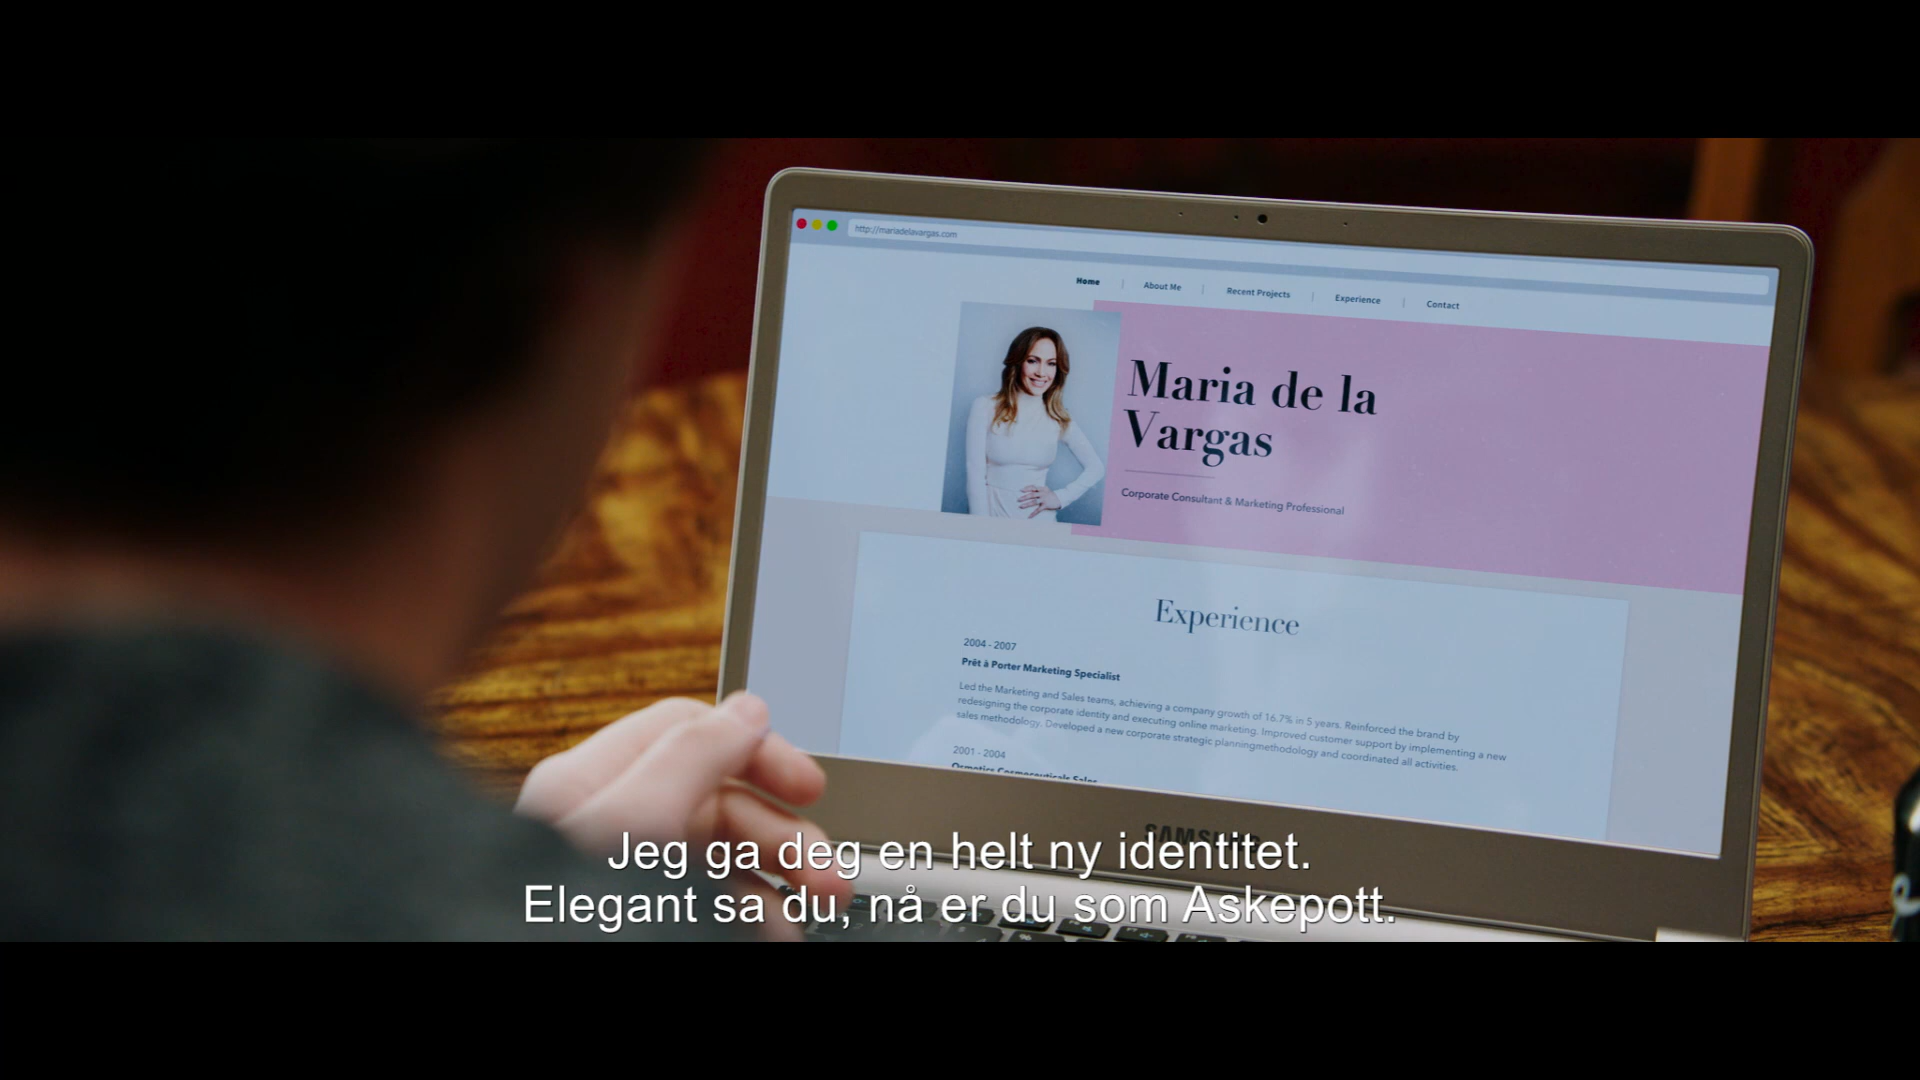 http://mariadelavargas.com
Home | About Me | Recent Projects | Experience | Contact
Maria de la
Vargas
Corporate Consultant & Marketing Professional
Experience
2004 - 2007
Prêt à Porter Marketing Specialist
Led the Marketing and Sales teams, achieving a company growth of 16.7% in 5 years. Reinforced the brand by
redesigning the corporate identity and executing online marketing. Improved customer support by implementing a new
sales methodology. Developed a new corporate strategic planningmethodology and coordinated all activities.
2001 - 2004
Osmotics Cosmeceuticals Sales
SAMSUNG
Jeg ga deg en helt ny identitet.
Elegant sa du, nå er du som Askepott.